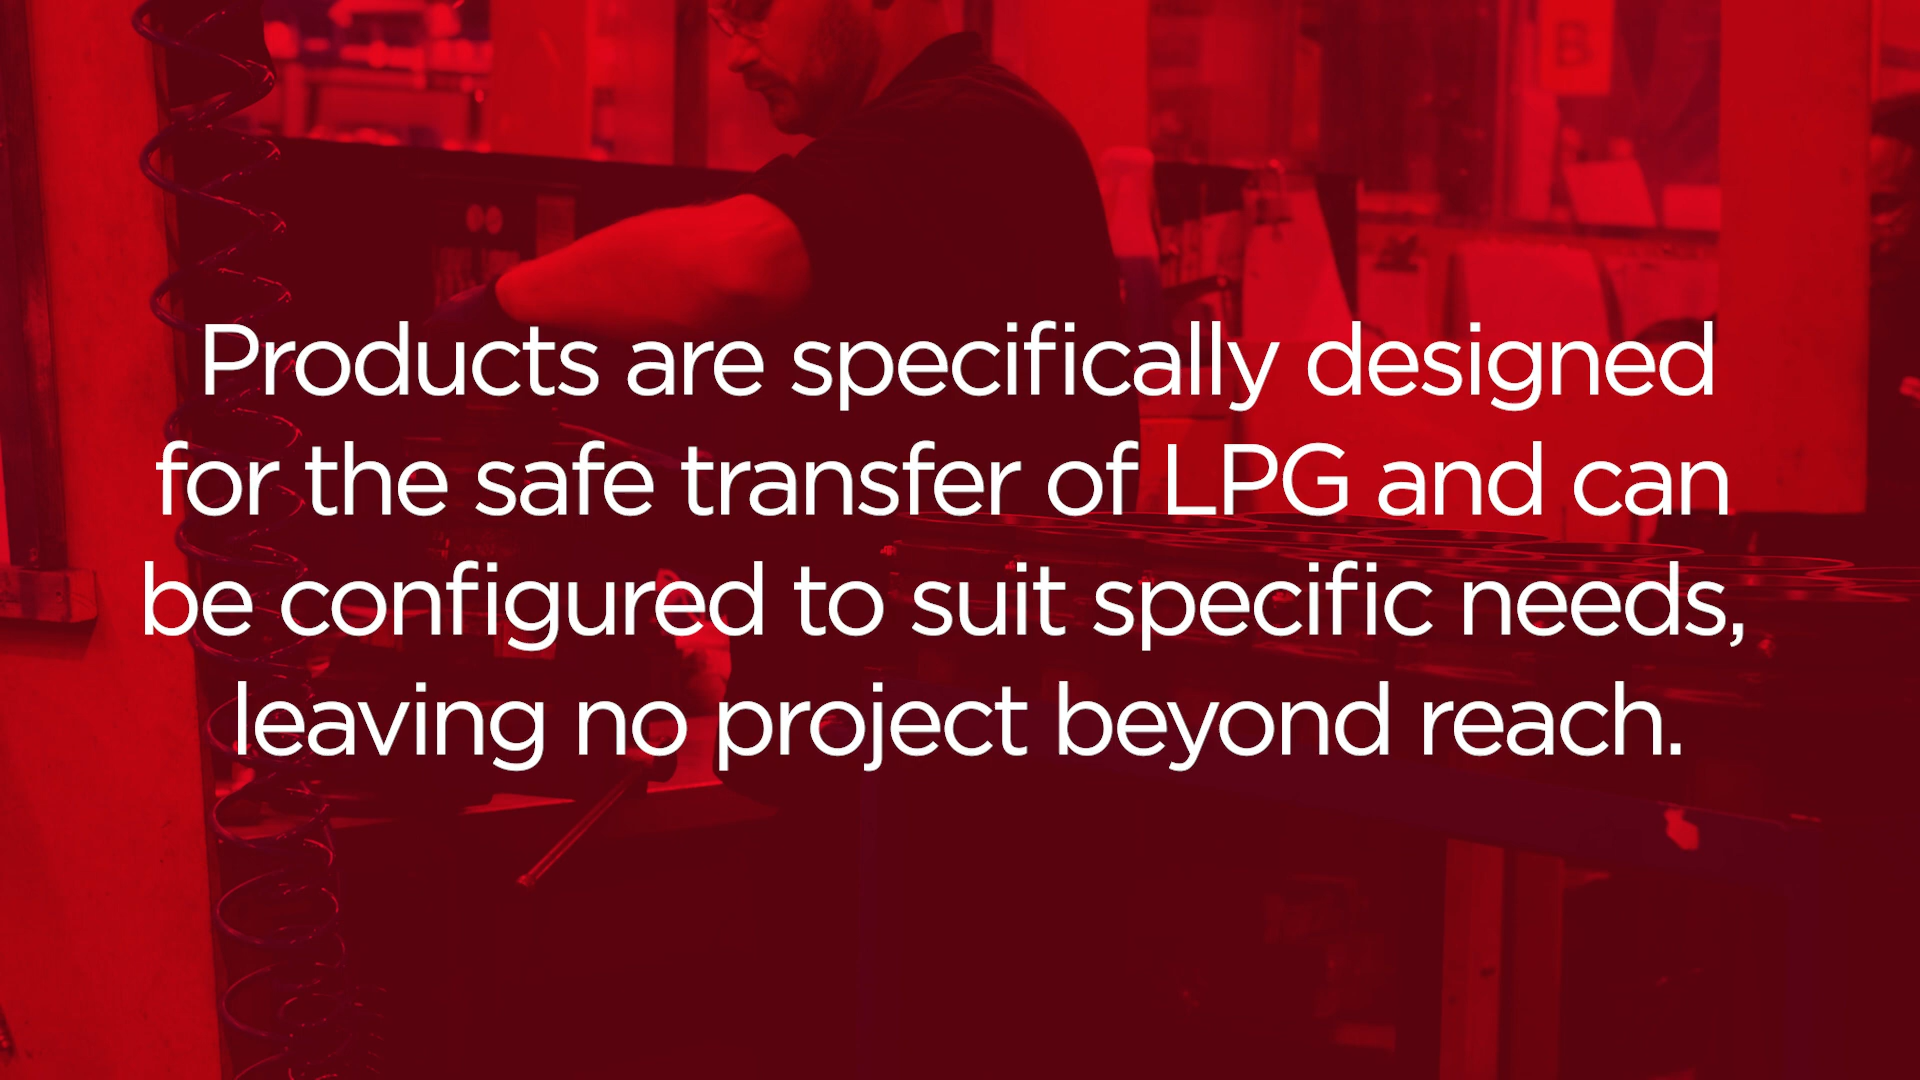 Products are specifically designed
for the safe transfer of LPG and can
be configured to suit specific needs,
leaving no project beyond reach.
B